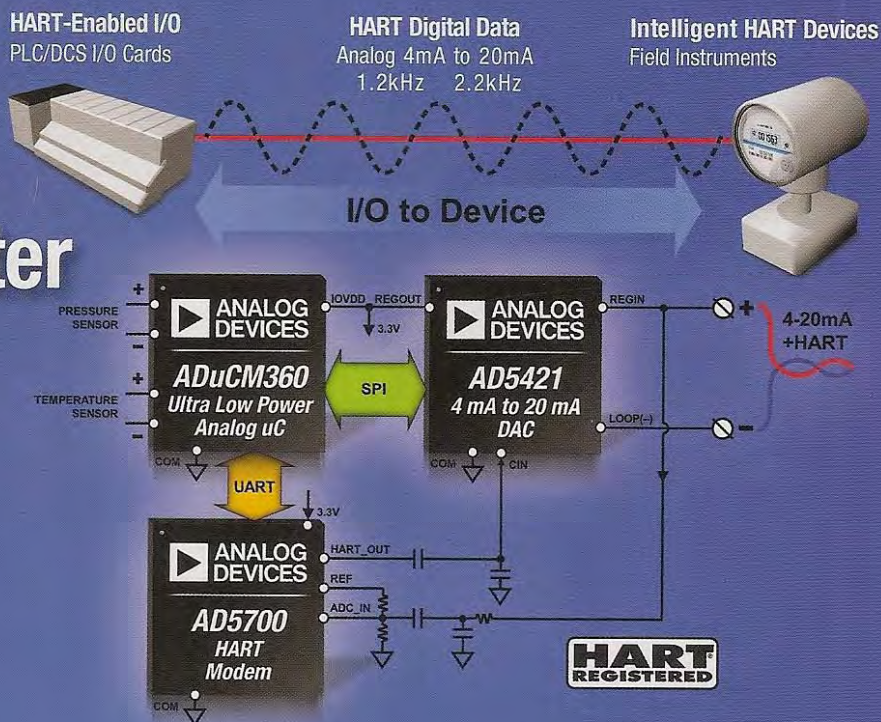 HART-Enabled I/O
PLC/DCS I/O Cards
HART Digital Data
Analog 4mA to 20mA
1.2kHz 2.2kHz
Intelligent HART Devices
Field Instruments
I/O to Device
ter
PRESSURE
SENSOR
+
-
TEMPERATURE
SENSOR
+
-
ANALOG
DEVICES
ADuCM360
Ultra Low Power
Analog uC
COM
IOVDD
REGOUT
3.3V
SPI
ANALOG
DEVICES
AD5421
4 mA to 20 mA
DAC
COM
CIN
REGIN
LOOP(–)
+
4-20mA
+HART
-
UART
3.3V
ANALOG
DEVICES
AD5700
HART
Modem
COM
HART_OUT
REF
ADC_IN
HART
REGISTERED